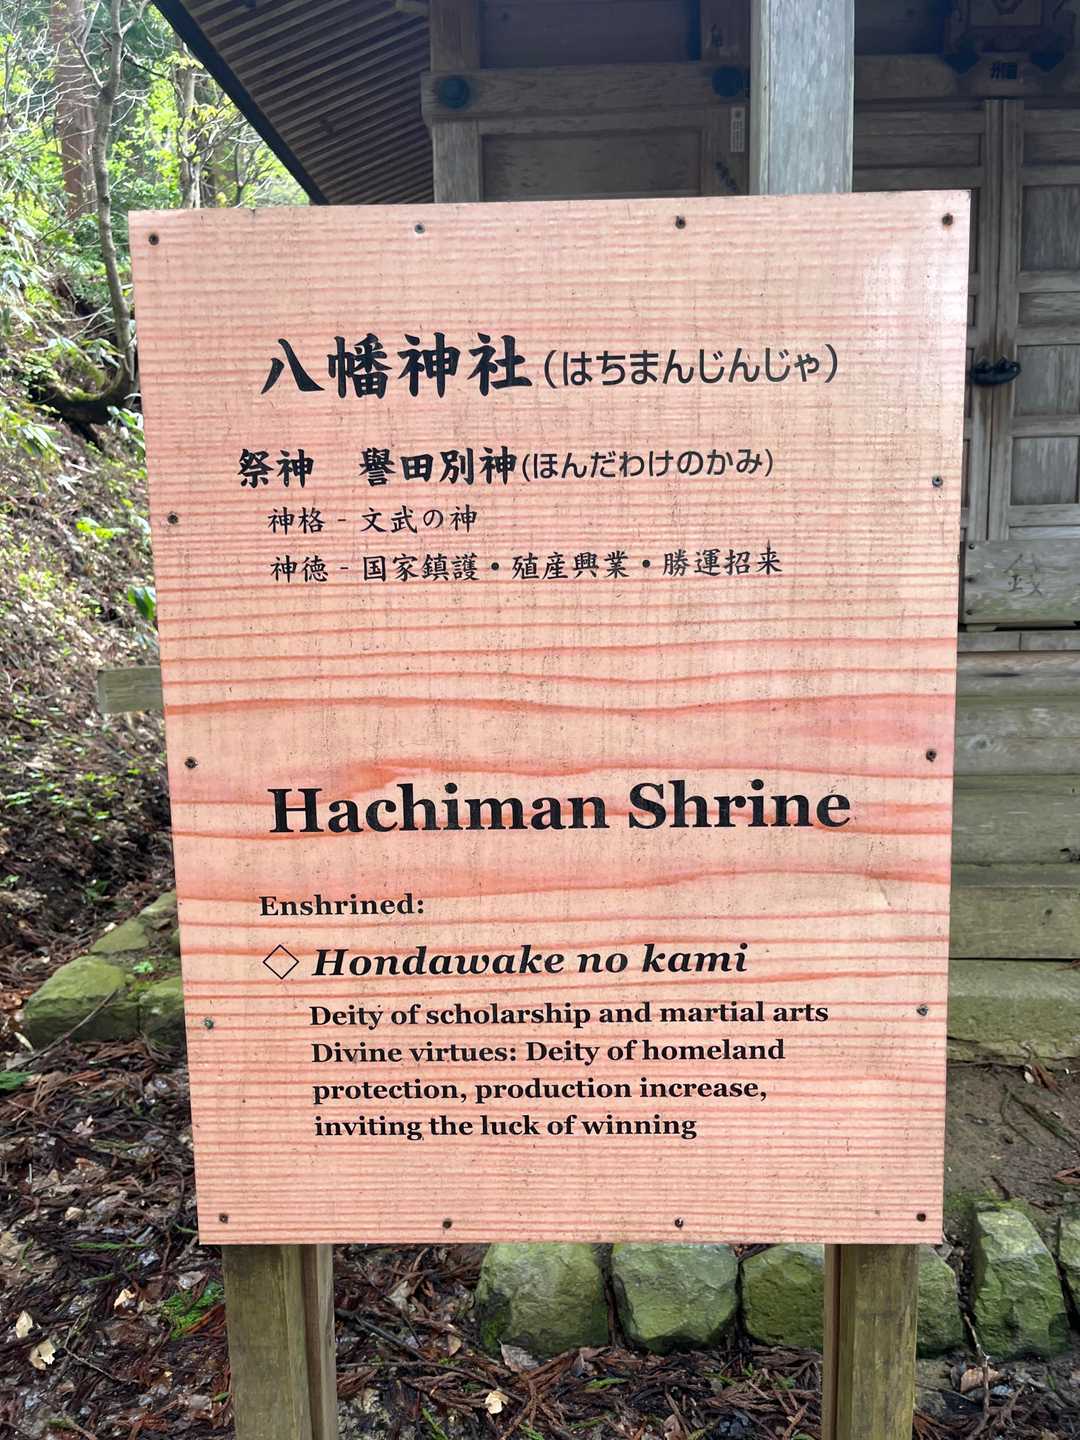 八幡神社(はちまんじんじゃ)
祭神 譽田別神(ほんだわけのかみ)
神格 - 文武の神
神徳 - 国家鎮護・殖産興業・勝運招来
Hachiman Shrine
Enshrined:
◇ Hondawake no kami
Deity of scholarship and martial arts
Divine virtues: Deity of homeland
protection, production increase,
inviting the luck of winning
銭